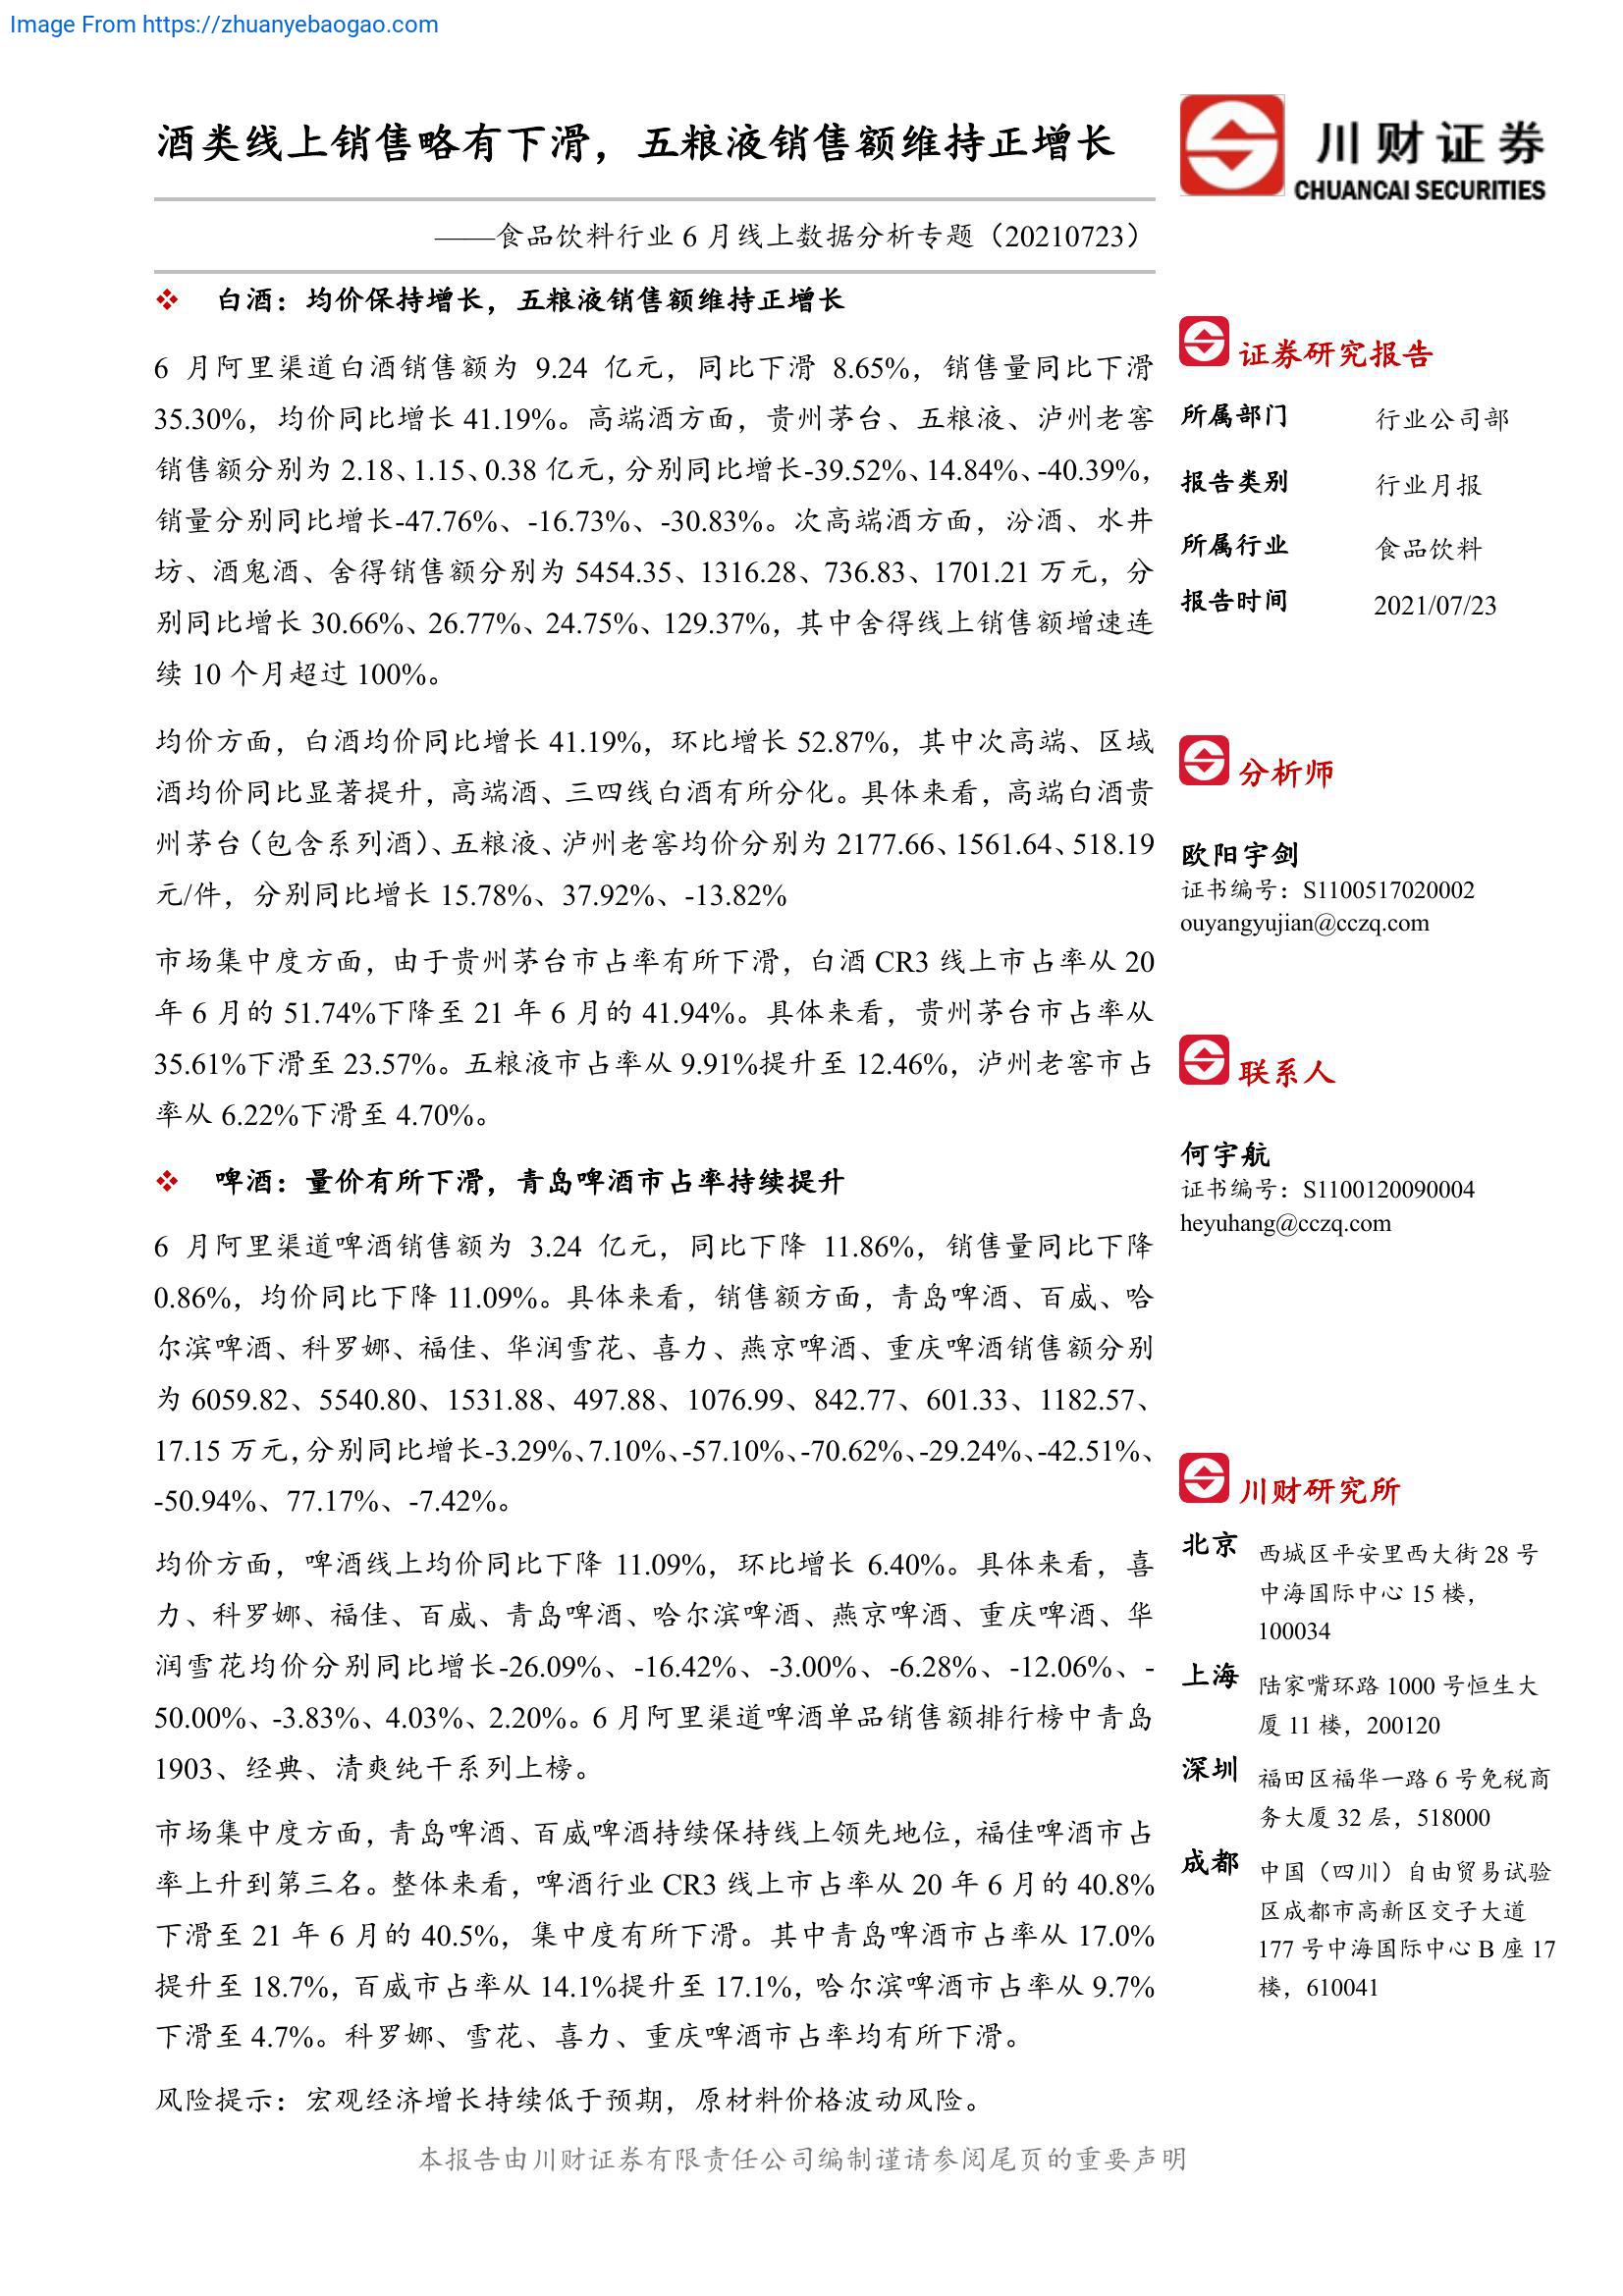 Image From https://zhuanyebaogao.com
酒类线上销售略有下滑，五粮液销售额维持正增长
——食品饮料行业 6 月线上数据分析专题（20210723）
川财证券
CHUANCAI SECURITIES
❖ 白酒：均价保持增长，五粮液销售额维持正增长
6 月阿里渠道白酒销售额为 9.24 亿元，同比下滑 8.65%，销售量同比下滑
35.30%，均价同比增长 41.19%。高端酒方面，贵州茅台、五粮液、泸州老窖
销售额分别为 2.18、1.15、0.38 亿元，分别同比增长-39.52%、14.84%、-40.39%，
销量分别同比增长-47.76%、-16.73%、-30.83%。次高端酒方面，汾酒、水井
坊、酒鬼酒、舍得销售额分别为 5454.35、1316.28、736.83、1701.21 万元，分
别同比增长 30.66%、26.77%、24.75%、129.37%，其中舍得线上销售额增速连
续 10 个月超过 100%。
均价方面，白酒均价同比增长 41.19%，环比增长 52.87%，其中次高端、区域
酒均价同比显著提升，高端酒、三四线白酒有所分化。具体来看，高端白酒贵
州茅台（包含系列酒）、五粮液、泸州老窖均价分别为 2177.66、1561.64、518.19
元/件，分别同比增长 15.78%、37.92%、-13.82%
市场集中度方面，由于贵州茅台市占率有所下滑，白酒 CR3 线上市占率从 20
年 6 月的 51.74%下降至 21 年 6 月的 41.94%。具体来看，贵州茅台市占率从
35.61%下滑至 23.57%。五粮液市占率从 9.91%提升至 12.46%，泸州老窖市占
率从 6.22%下滑至 4.70%。
❖ 啤酒：量价有所下滑，青岛啤酒市占率持续提升
6 月阿里渠道啤酒销售额为 3.24 亿元，同比下降 11.86%，销售量同比下降
0.86%，均价同比下降 11.09%。具体来看，销售额方面，青岛啤酒、百威、哈
尔滨啤酒、科罗娜、福佳、华润雪花、喜力、燕京啤酒、重庆啤酒销售额分别
为 6059.82、5540.80、1531.88、497.88、1076.99、842.77、601.33、1182.57、
17.15 万元，分别同比增长-3.29%、7.10%、-57.10%、-70.62%、-29.24%、-42.51%、
-50.94%、77.17%、-7.42%。
均价方面，啤酒线上均价同比下降 11.09%，环比增长 6.40%。具体来看，喜
力、科罗娜、福佳、百威、青岛啤酒、哈尔滨啤酒、燕京啤酒、重庆啤酒、华
润雪花均价分别同比增长-26.09%、-16.42%、-3.00%、-6.28%、-12.06%、-
50.00%、-3.83%、4.03%、2.20%。6 月阿里渠道啤酒单品销售额排行榜中青岛
1903、经典、清爽纯干系列上榜。
市场集中度方面，青岛啤酒、百威啤酒持续保持线上领先地位，福佳啤酒市占
率上升到第三名。整体来看，啤酒行业 CR3 线上市占率从 20 年 6 月的 40.8%
下滑至 21 年 6 月的 40.5%，集中度有所下滑。其中青岛啤酒市占率从 17.0%
提升至 18.7%，百威市占率从 14.1%提升至 17.1%，哈尔滨啤酒市占率从 9.7%
下滑至 4.7%。科罗娜、雪花、喜力、重庆啤酒市占率均有所下滑。
风险提示：宏观经济增长持续低于预期，原材料价格波动风险。
证券研究报告
所属部门 行业公司部
报告类别 行业月报
所属行业 食品饮料
报告时间 2021/07/23
分析师
欧阳宇剑
证书编号：S1100517020002
ouyangyujian@cczq.com
联系人
何宇航
证书编号：S1100120090004
heyuhang@cczq.com
川财研究所
北京 西城区平安里西大街 28 号
中海国际中心 15 楼，
100034
上海 陆家嘴环路 1000 号恒生大
厦 11 楼，200120
深圳 福田区福华一路 6 号免税商
务大厦 32 层，518000
成都 中国（四川）自由贸易试验
区成都市高新区交子大道
177 号中海国际中心 B 座 17
楼，610041
本报告由川财证券有限责任公司编制谨请参阅尾页的重要声明